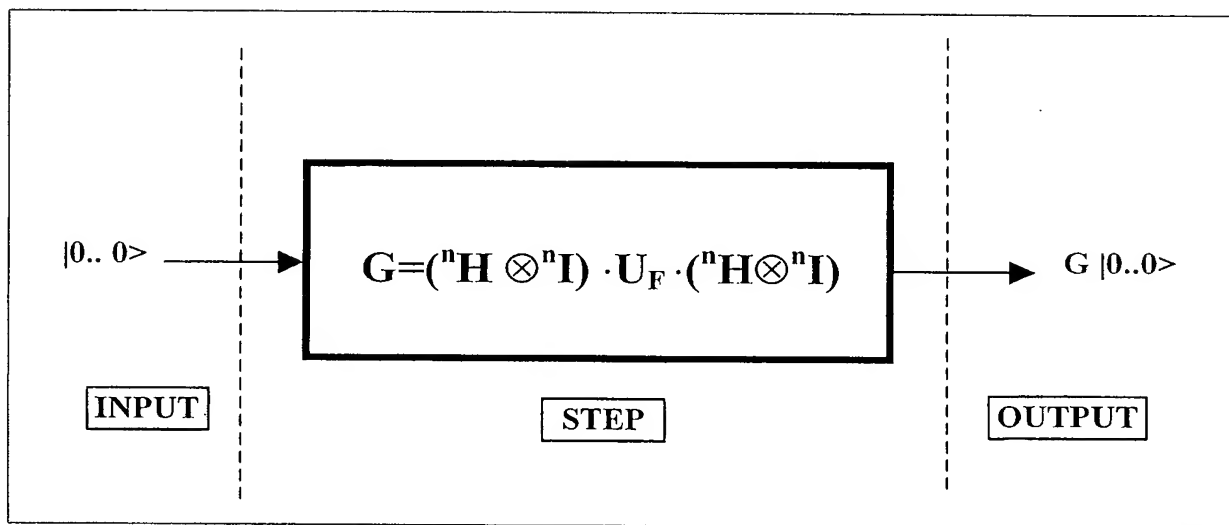 |0.. 0>
G=(ⁿH ⊗ⁿI) ·U_F·(ⁿH⊗ⁿI)
G |0..0>
INPUT
STEP
OUTPUT